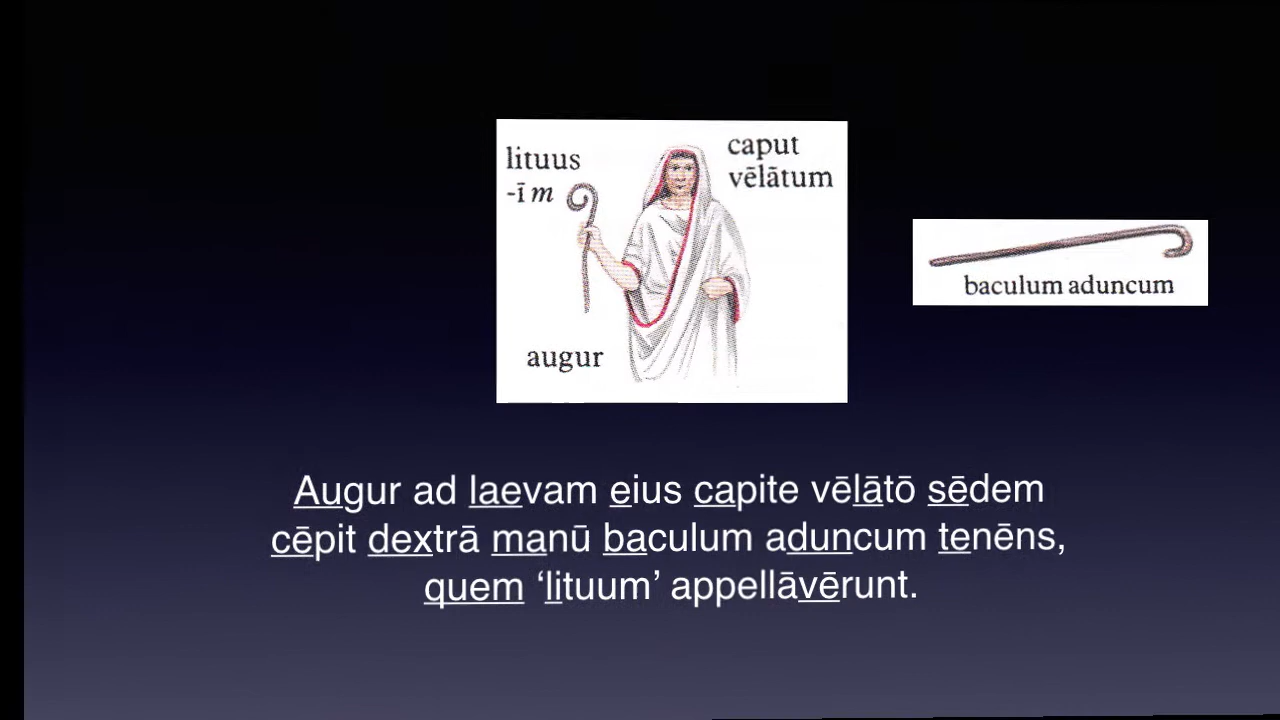 lituus
-ī m
caput
vēlātum
augur
baculum aduncum
Augur ad laevam eius capite vēlātō sēdem
cēpit dextrā manū baculum aduncum tenēns,
quem ‘lituum’ appellāvērunt.